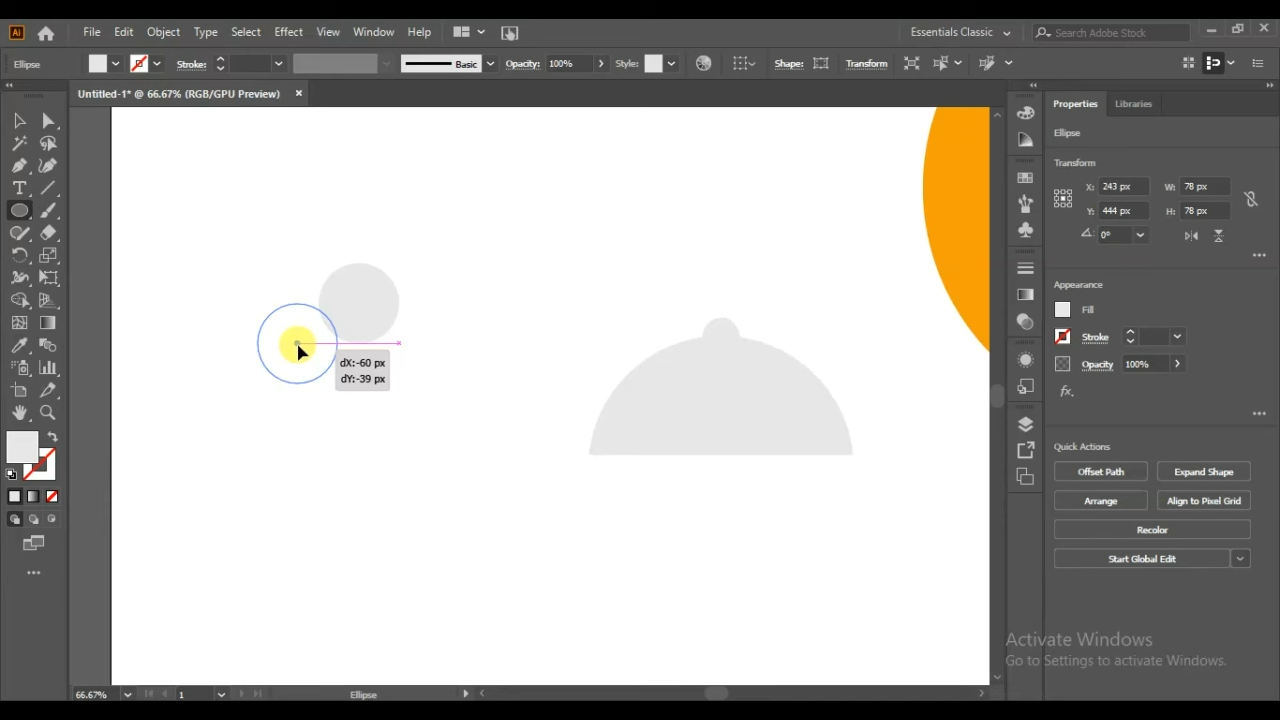 Ai File Edit Object Type Select Effect View Window Help Essentials Classic Search Adobe Stock
Ellipse Stroke: Basic Opacity: 100% Style: Shape: Transform
Untitled-1* @ 66.67% (RGB/GPU Preview) ×
Properties Libraries
Ellipse
Transform
X: 243 px W: 78 px
Y: 444 px H: 78 px
0°
Appearance
Fill
Stroke
Opacity 100%
fx.
Quick Actions
Offset Path Expand Shape
Arrange Align to Pixel Grid
Recolor
Start Global Edit
dX:-60 px
dY:-39 px
Activate Windows
Go to Settings to activate Windows.
66.67% 1 Ellipse